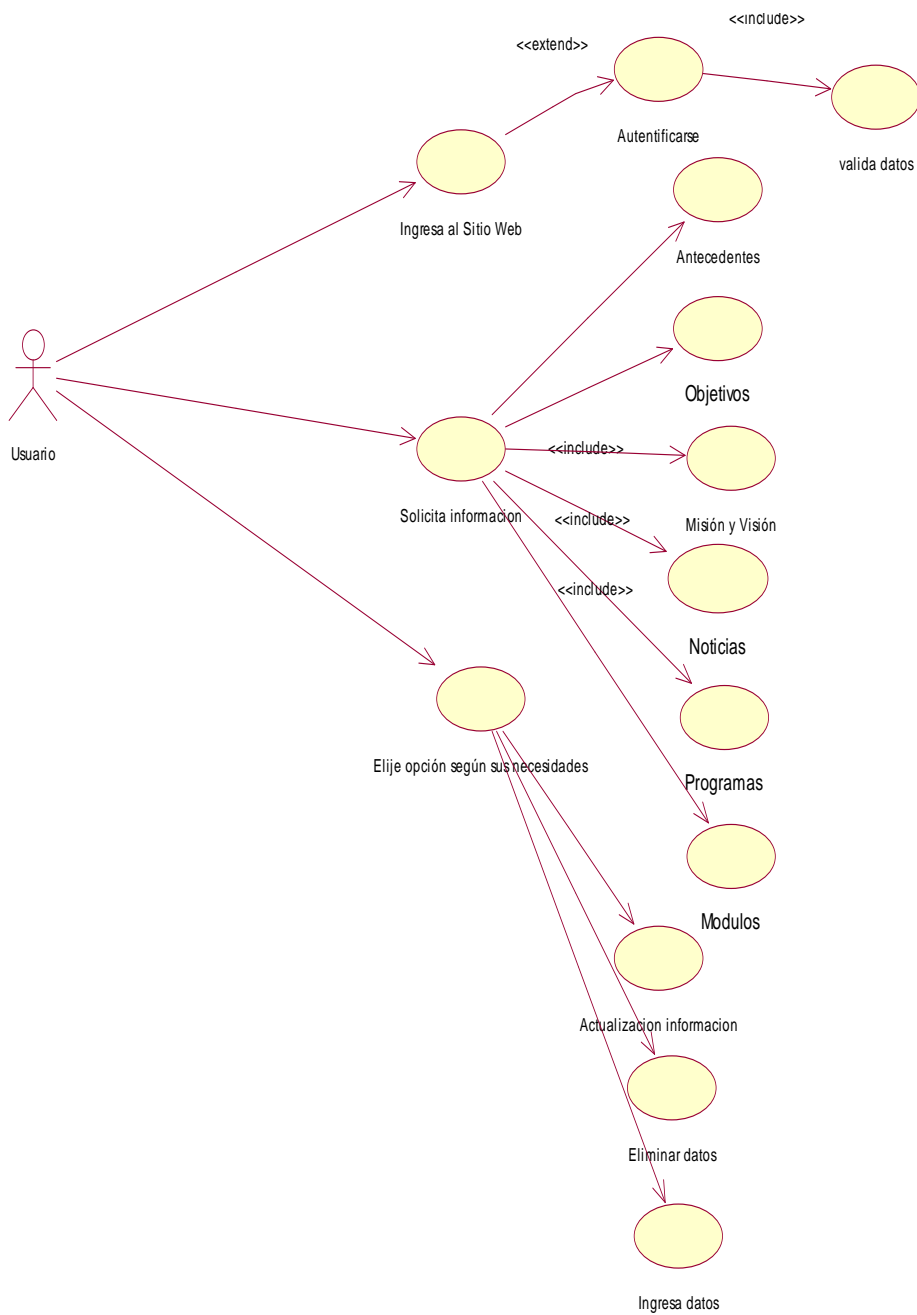 <<include>>
<<extend>>
Autentificarse
valida datos
Ingresa al Sitio Web
Antecedentes
Objetivos
Usuario
<<include>>
Solicita informacion
<<include>>
Misión y Visión
<<include>>
Noticias
Elije opción según sus necesidades
Programas
Modulos
Actualizacion informacion
Eliminar datos
Ingresa datos